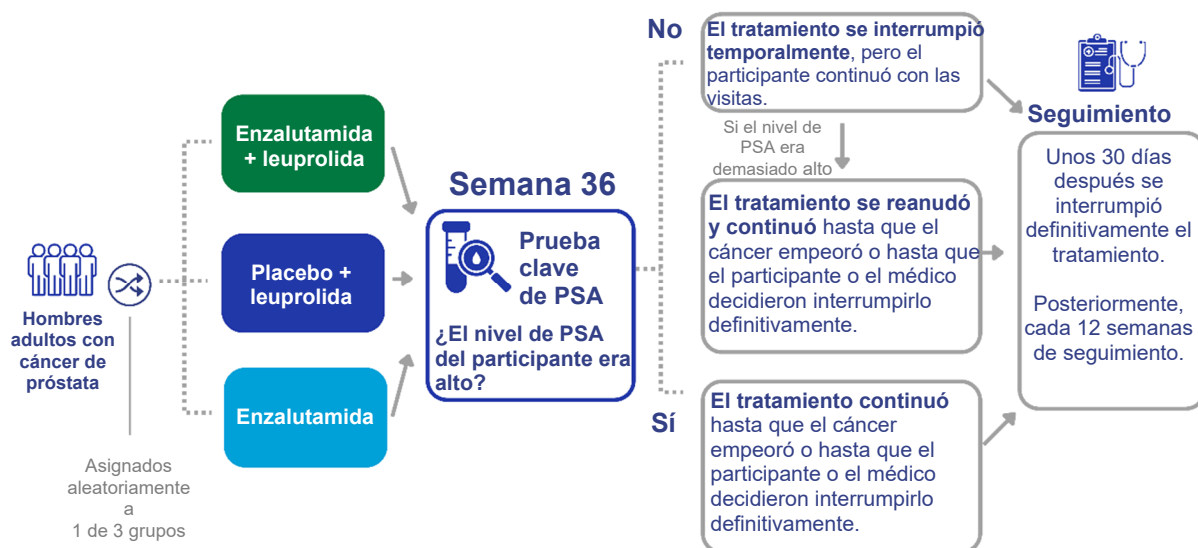 Hombres
adultos con
cáncer de
próstata
Asignados
aleatoriamente
a
1 de 3 grupos
Enzalutamida
+ leuprolida
Placebo +
leuprolida
Enzalutamida
Semana 36
Prueba
clave
de PSA
¿El nivel de PSA
del participante era
alto?
No
El tratamiento se interrumpió
temporalmente, pero el
participante continuó con las
visitas.
Si el nivel de
PSA era
demasiado alto
El tratamiento se reanudó
y continuó hasta que el
cáncer empeoró o hasta que
el participante o el médico
decidieron interrumpirlo
definitivamente.
Sí
El tratamiento continuó
hasta que el cáncer
empeoró o hasta que el
participante o el médico
decidieron interrumpirlo
definitivamente.
Seguimiento
Unos 30 días
después se
interrumpió
definitivamente el
tratamiento.
Posteriormente,
cada 12 semanas
de seguimiento.